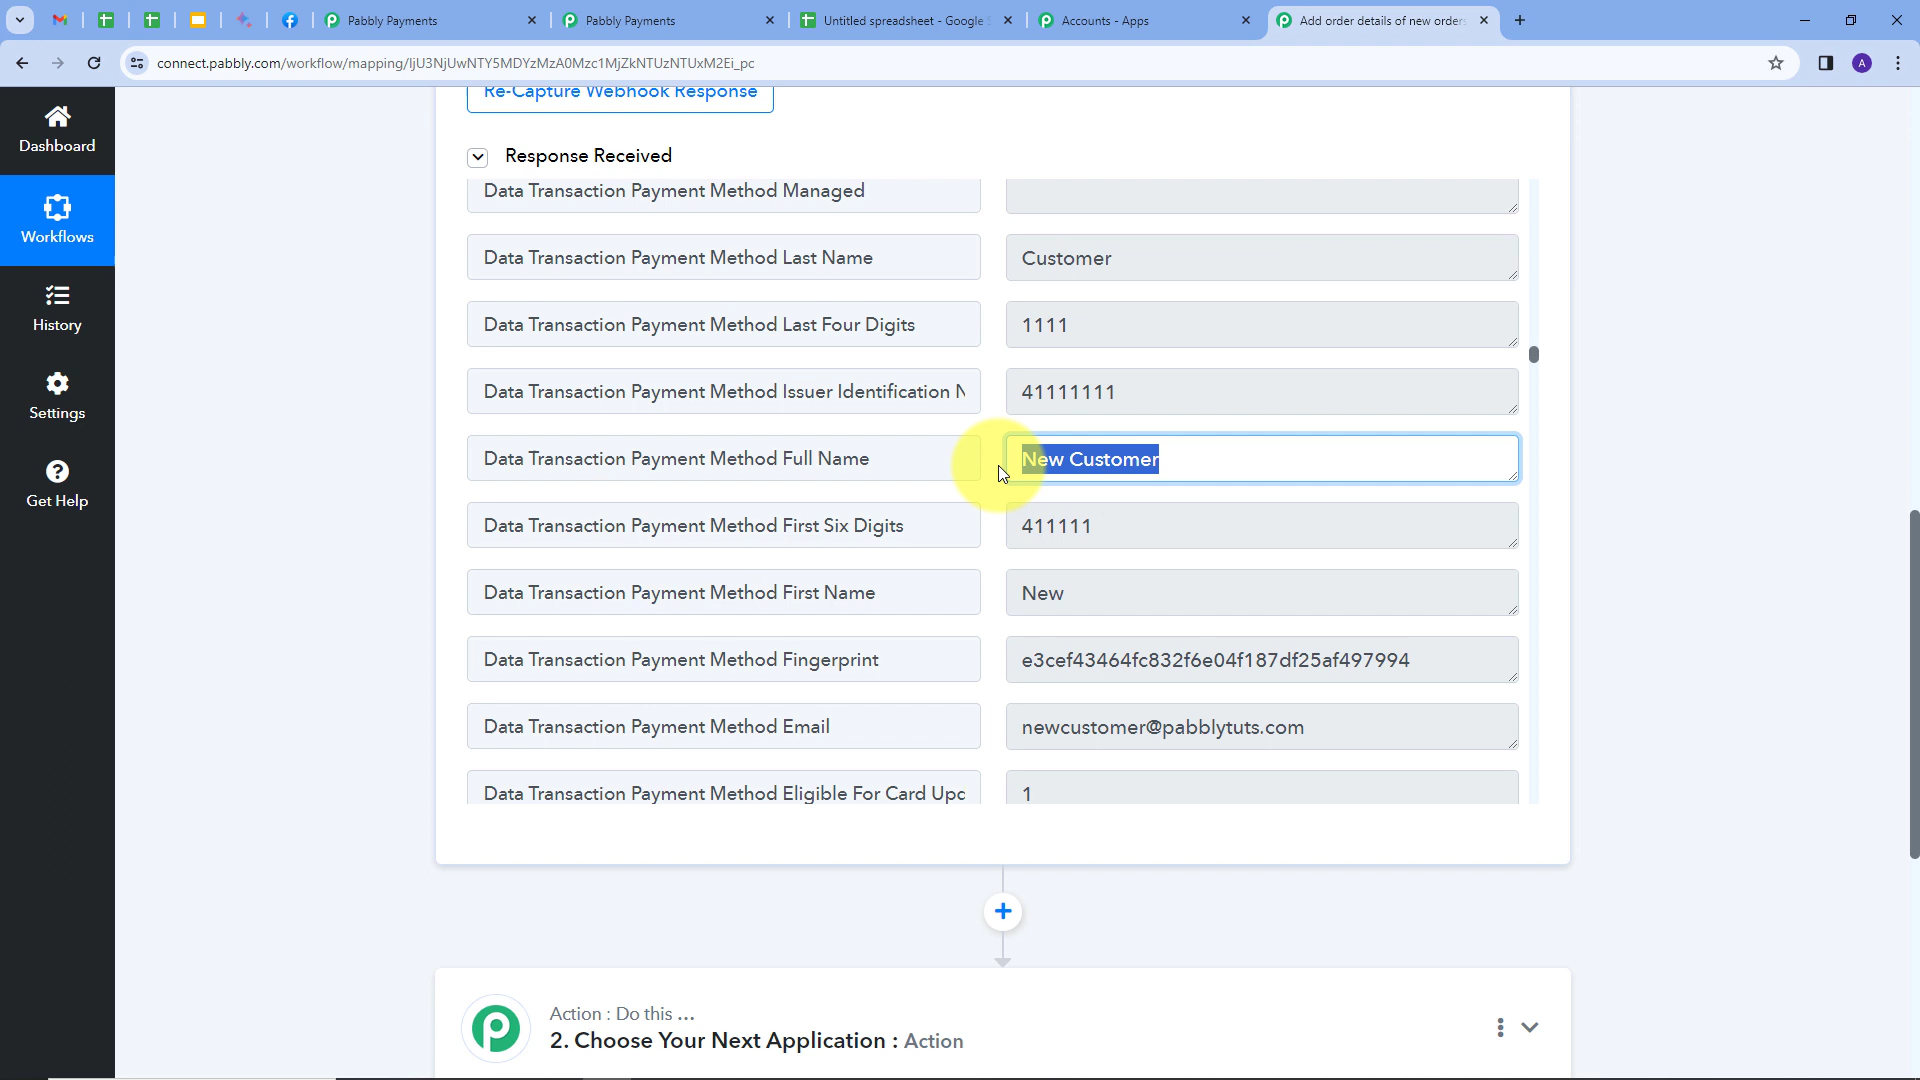 Pabbly Payments
Pabbly Payments
Untitled spreadsheet - Google
Accounts - Apps
Add order details of new orders
connect.pabbly.com/workflow/mapping/IjU3NjUwNTY5MDYzMzA0Mzc1MjZkNTUzNTUxM2Ei_pc
A
Dashboard
Workflows
History
Settings
Get Help
Re-Capture Webhook Response
Response Received
Data Transaction Payment Method Managed
Data Transaction Payment Method Last Name
Customer
Data Transaction Payment Method Last Four Digits
1111
Data Transaction Payment Method Issuer Identification N
41111111
Data Transaction Payment Method Full Name
New Customer
Data Transaction Payment Method First Six Digits
411111
Data Transaction Payment Method First Name
New
Data Transaction Payment Method Fingerprint
e3cef43464fc832f6e04f187df25af497994
Data Transaction Payment Method Email
newcustomer@pabblytuts.com
Data Transaction Payment Method Eligible For Card Upd
1
Action : Do this ...
2. Choose Your Next Application : Action